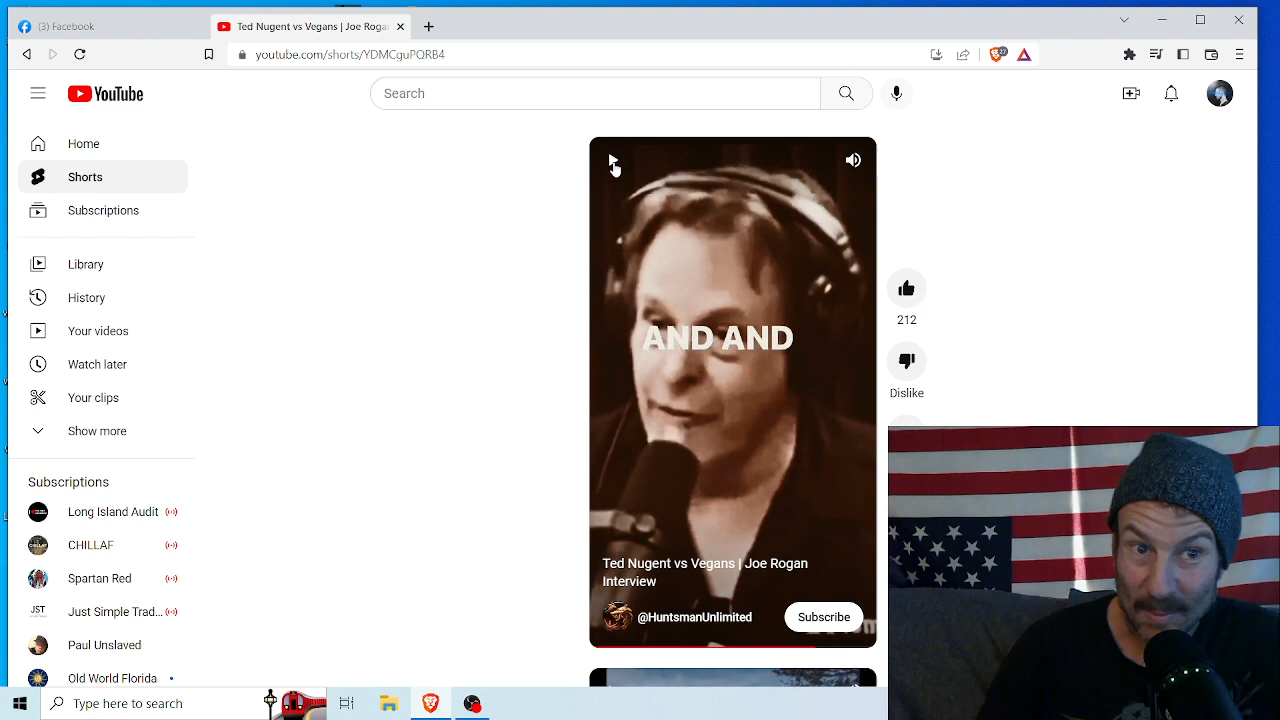 (3) Facebook
Ted Nugent vs Vegans | Joe Rogan
youtube.com/shorts/YDMCguPQRB4
YouTube
Search
Home
Shorts
Subscriptions
Library
History
Your videos
Watch later
Your clips
Show more
Subscriptions
Long Island Audit
CHILLAF
Spartan Red
JST
Just Simple Trad...
Paul Unslaved
Old World Florida
AND AND
Ted Nugent vs Vegans | Joe Rogan
Interview
@HuntsmanUnlimited
Subscribe
212
Dislike
Type here to search